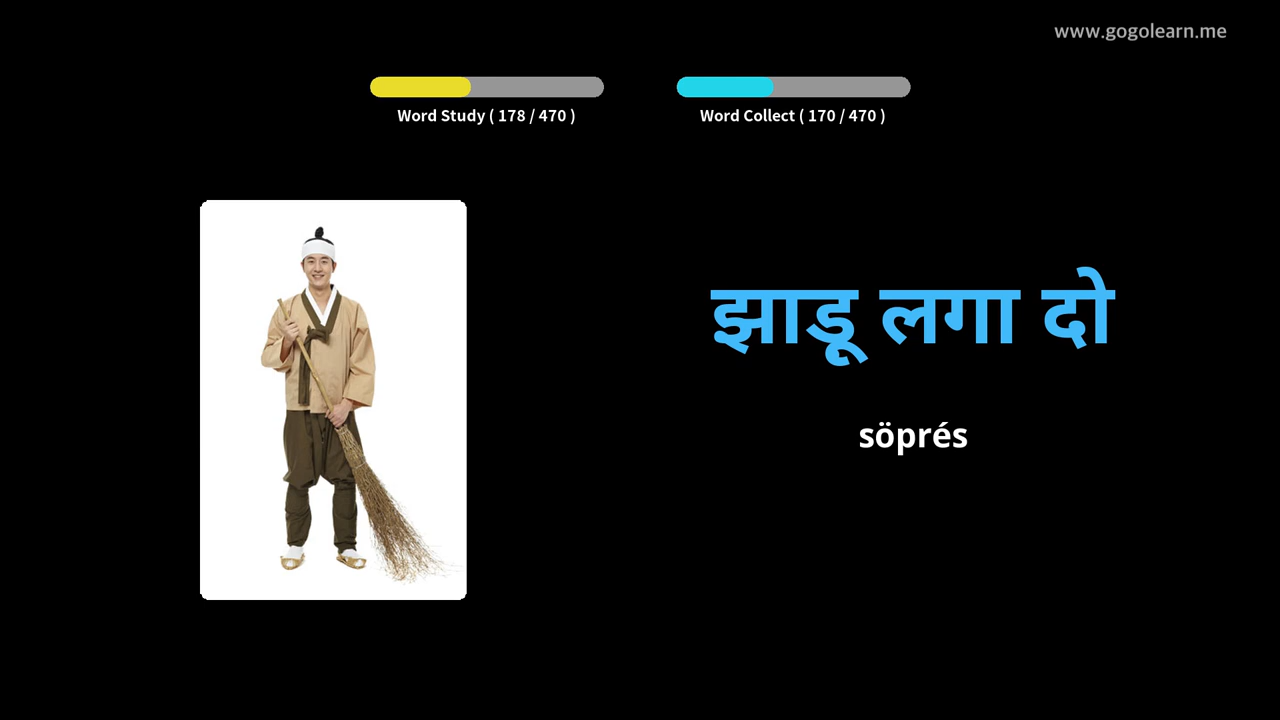 www.gogolearn.me
Word Study ( 178 / 470 )
Word Collect ( 170 / 470 )
झाडू लगा दो
söprés